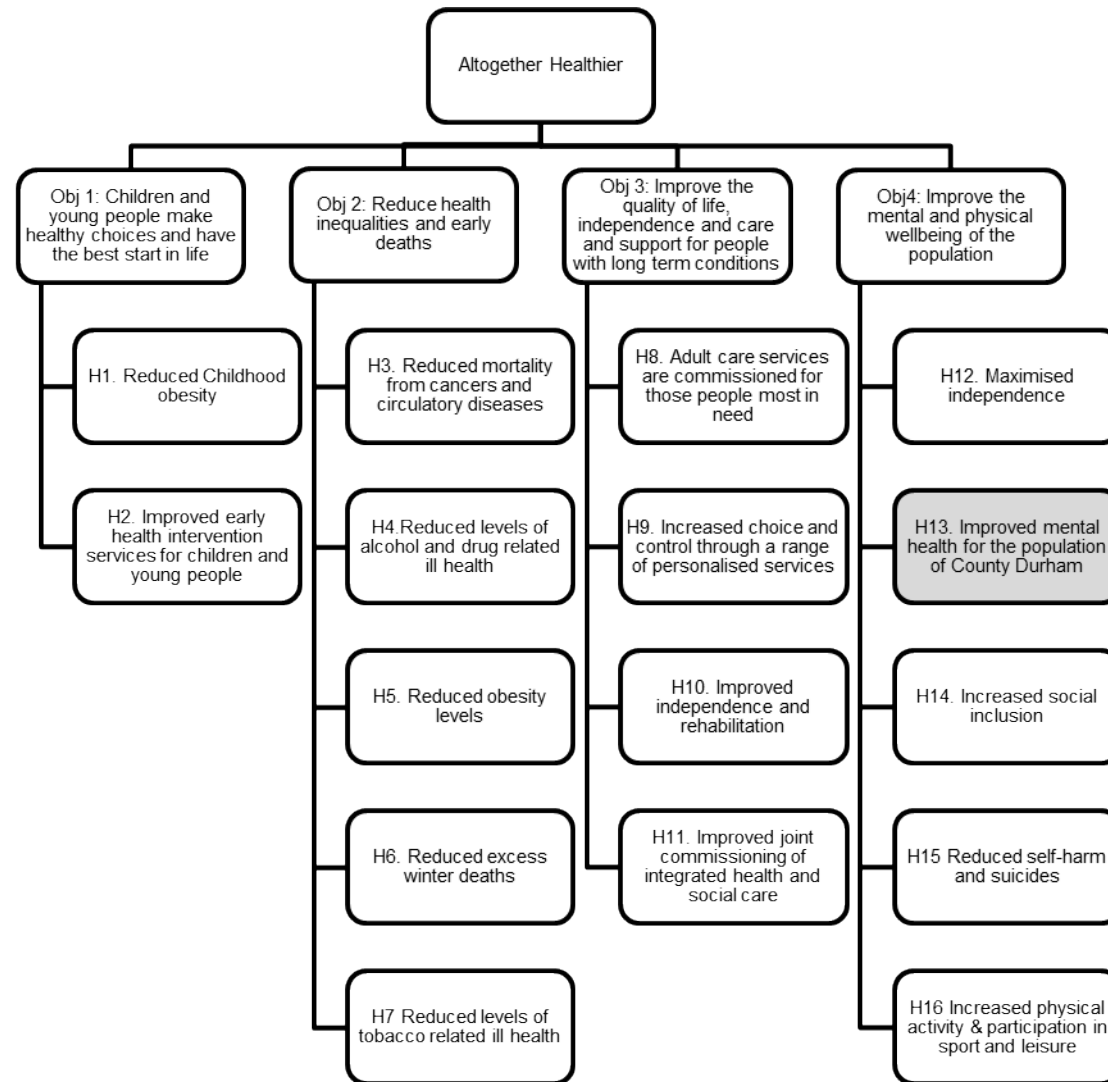 Altogether Healthier
Obj 1: Children and
young people make
healthy choices and have
the best start in life
Obj 2: Reduce health
inequalities and early
deaths
Obj 3: Improve the
quality of life,
independence and care
and support for people
with long term conditions
Obj4: Improve the
mental and physical
wellbeing of the
population
H1. Reduced Childhood
obesity
H2. Improved early
health intervention
services for children and
young people
H3. Reduced mortality
from cancers and
circulatory diseases
H4.Reduced levels of
alcohol and drug related
ill health
H5. Reduced obesity
levels
H6. Reduced excess
winter deaths
H7 Reduced levels of
tobacco related ill health
H8. Adult care services
are commissioned for
those people most in
need
H9. Increased choice and
control through a range
of personalised services
H10. Improved
independence and
rehabilitation
H11. Improved joint
commissioning of
integrated health and
social care
H12. Maximised
independence
H13. Improved mental
health for the population
of County Durham
H14. Increased social
inclusion
H15 Reduced self-harm
and suicides
H16 Increased physical
activity & participation in
sport and leisure